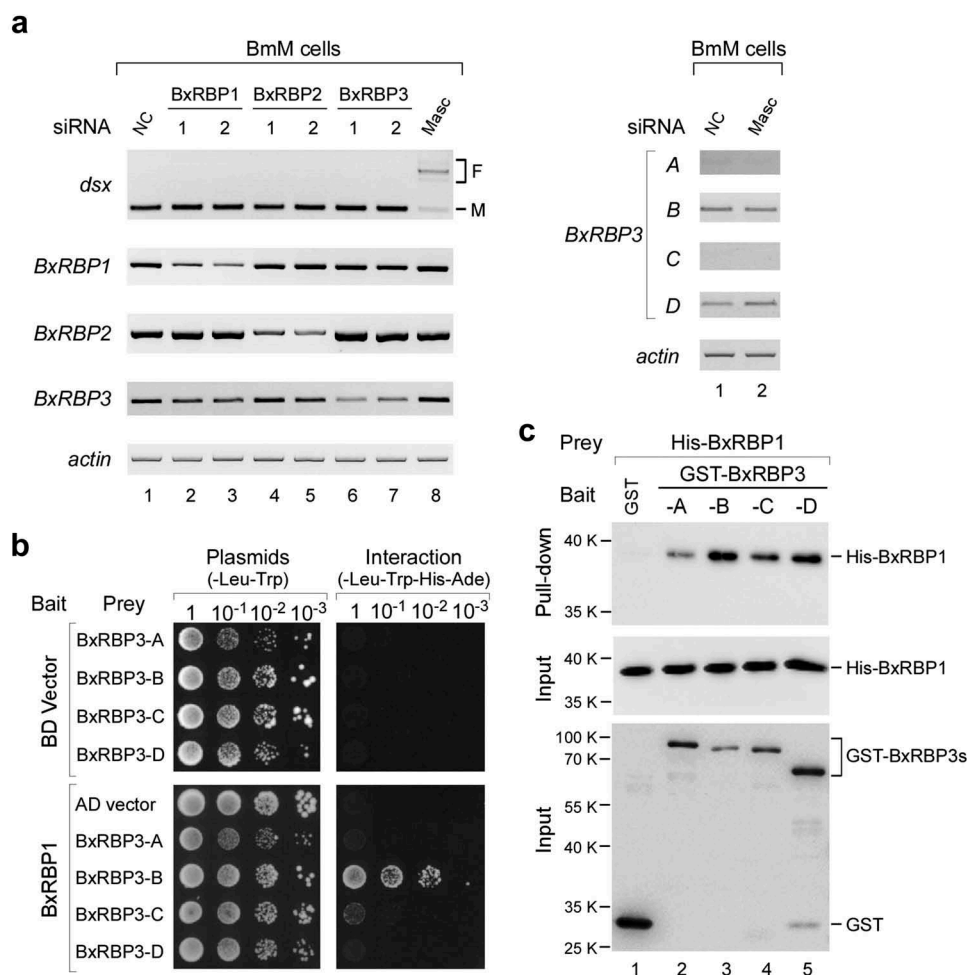 a
BmM cells
BxRBP1 BxRBP2 BxRBP3
siRNA NC 1 2 1 2 1 2 Masc
dsx F
M
BxRBP1
BxRBP2
BxRBP3
actin
1 2 3 4 5 6 7 8
BmM cells
siRNA NC Masc
A
B
BxRBP3
C
D
actin
1 2
b
Plasmids Interaction
(-Leu-Trp) (-Leu-Trp-His-Ade)
Bait Prey 1 10-1 10-2 10-3 1 10-1 10-2 10-3
BD Vector
BxRBP3-A
BxRBP3-B
BxRBP3-C
BxRBP3-D
BxRBP1
AD vector
BxRBP3-A
BxRBP3-B
BxRBP3-C
BxRBP3-D
c
Prey His-BxRBP1
GST-BxRBP3
Bait GST -A -B -C -D
Pull-down
40 K
His-BxRBP1
35 K
Input
40 K His-BxRBP1
35 K
Input
100 K
GST-BxRBP3s
70 K
55 K
40 K
35 K
GST
25 K
1 2 3 4 5